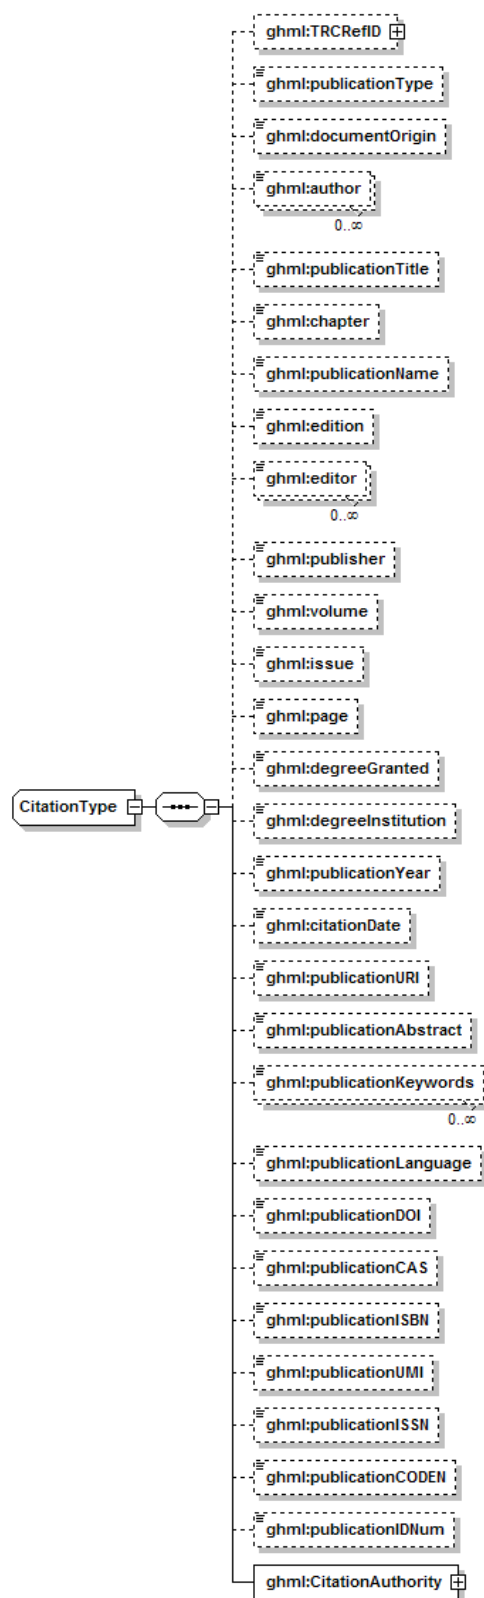 ghml:TRCRefID
ghml:publicationType
ghml:documentOrigin
ghml:author
0..∞
ghml:publicationTitle
ghml:chapter
ghml:publicationName
ghml:edition
ghml:editor
0..∞
ghml:publisher
ghml:volume
ghml:issue
ghml:page
ghml:degreeGranted
CitationType
ghml:degreeInstitution
ghml:publicationYear
ghml:citationDate
ghml:publicationURI
ghml:publicationAbstract
ghml:publicationKeywords
0..∞
ghml:publicationLanguage
ghml:publicationDOI
ghml:publicationCAS
ghml:publicationISBN
ghml:publicationUMI
ghml:publicationISSN
ghml:publicationCODEN
ghml:publicationIDNum
ghml:CitationAuthority